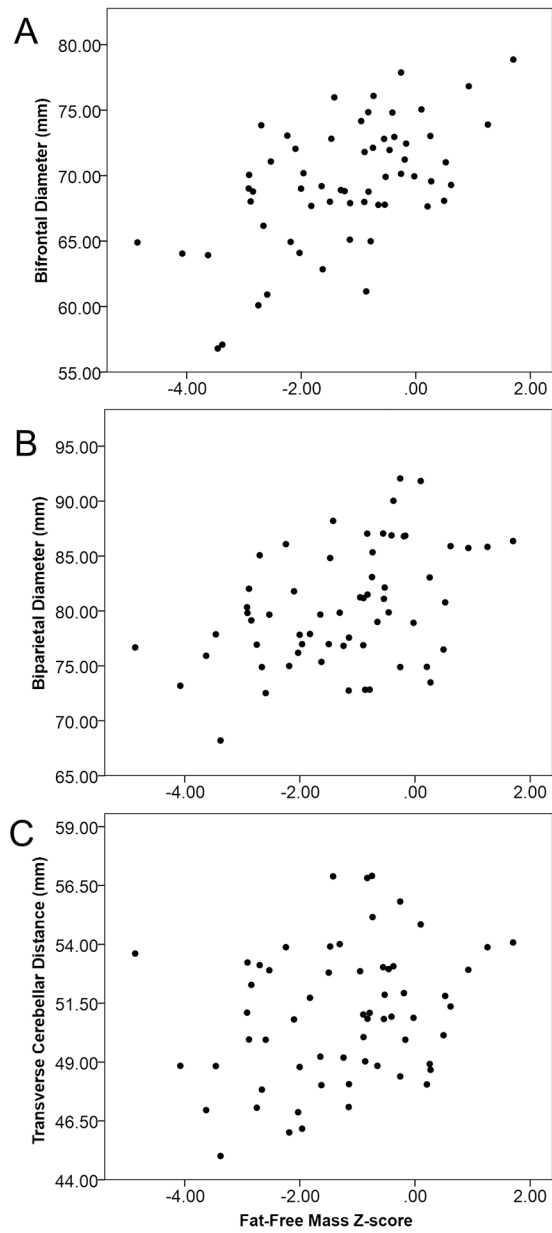 A
Bifrontal Diameter (mm)
80.00
75.00
70.00
65.00
60.00
55.00
-4.00 -2.00 .00 2.00
B
Biparietal Diameter (mm)
95.00
90.00
85.00
80.00
75.00
70.00
65.00
-4.00 -2.00 .00 2.00
C
Transverse Cerebellar Distance (mm)
59.00
56.50
54.00
51.50
49.00
46.50
44.00
-4.00 -2.00 .00 2.00
Fat-Free Mass Z-score